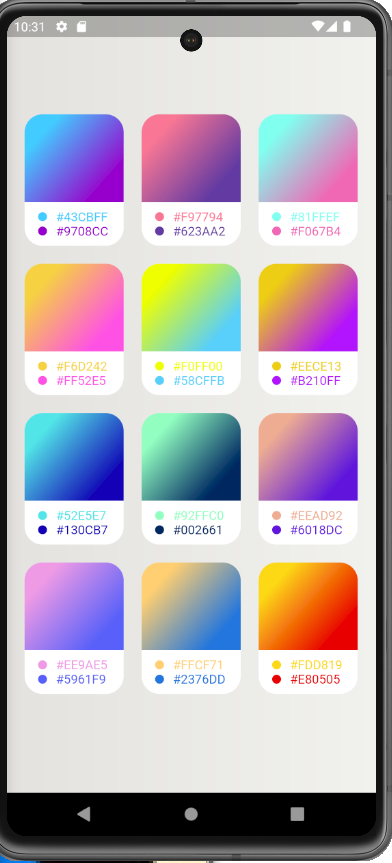 10:31
#43CBFF
#9708CC
#F97794
#623AA2
#81FFEF
#F067B4
#F6D242
#FF52E5
#F0FF00
#58CFFB
#EECE13
#B210FF
#52E5E7
#130CB7
#92FFC0
#002661
#EEAD92
#6018DC
#EE9AE5
#5961F9
#FFCF71
#2376DD
#FDD819
#E80505